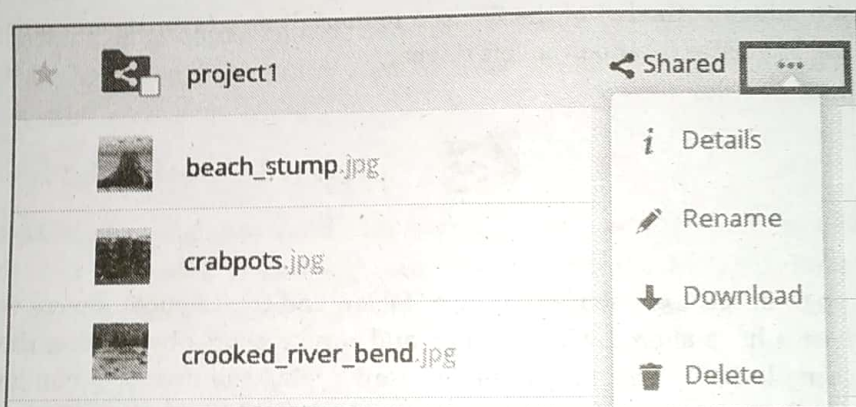 project1
Shared
•••
Details
beach_stump.jpg
Rename
crabpots.jpg
Download
crooked_river_bend.jpg
Delete